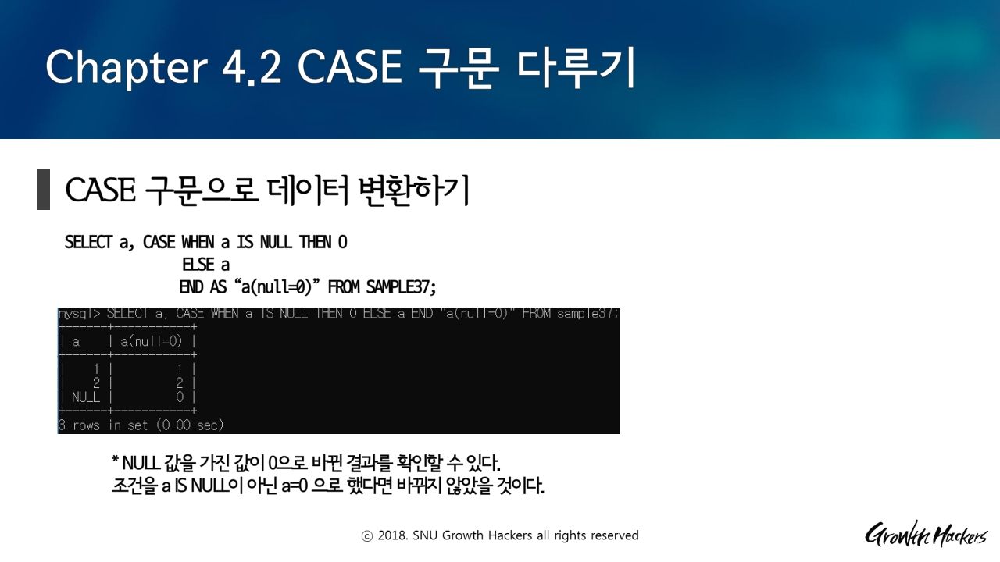 Chapter 4.2 CASE 구문 다루기
CASE 구문으로 데이터 변환하기
SELECT a, CASE WHEN a IS NULL THEN 0
ELSE a
END AS “a(null=0)” FROM SAMPLE37;
mysql> SELECT a, CASE WHEN a IS NULL THEN 0 ELSE a END "a(null=0)" FROM sample37;
+------+-----------+
| a    | a(null=0) |
+------+-----------+
|    1 |         1 |
|    2 |         2 |
| NULL |         0 |
+------+-----------+
3 rows in set (0.00 sec)
* NULL 값을 가진 값이 0으로 바뀐 결과를 확인할 수 있다.
조건을 a IS NULL이 아닌 a=0 으로 했다면 바뀌지 않았을 것이다.
ⓒ 2018. SNU Growth Hackers all rights reserved
Growth Hackers